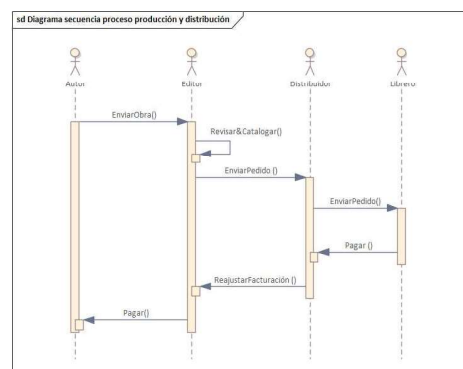 sd Diagrama secuencia proceso producción y distribución
Autor
Editor
Distribuidor
Librero
EnviarObra()
Revisar&Catalogar()
EnviarPedido ()
EnviarPedido()
Pagar ()
ReajustarFacturación ()
Pagar()